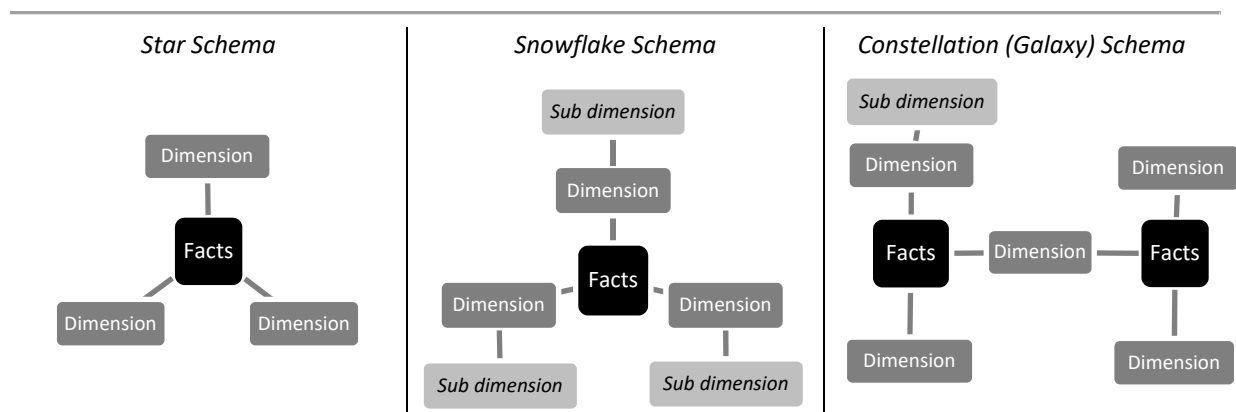 Star Schema
Dimension
Facts
Dimension
Dimension
Snowflake Schema
Sub dimension
Dimension
Facts
Dimension
Dimension
Sub dimension
Sub dimension
Constellation (Galaxy) Schema
Sub dimension
Dimension
Dimension
Facts
Dimension
Facts
Dimension
Dimension